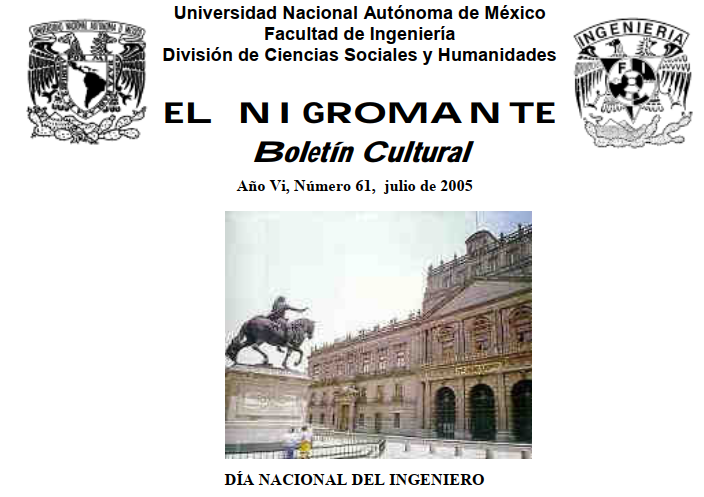 Universidad Nacional Autónoma de México
Facultad de Ingeniería
División de Ciencias Sociales y Humanidades
INGENIERIA
F I
EL NIGROMANTE
Boletín Cultural
Año Vi, Número 61, julio de 2005
DÍA NACIONAL DEL INGENIERO